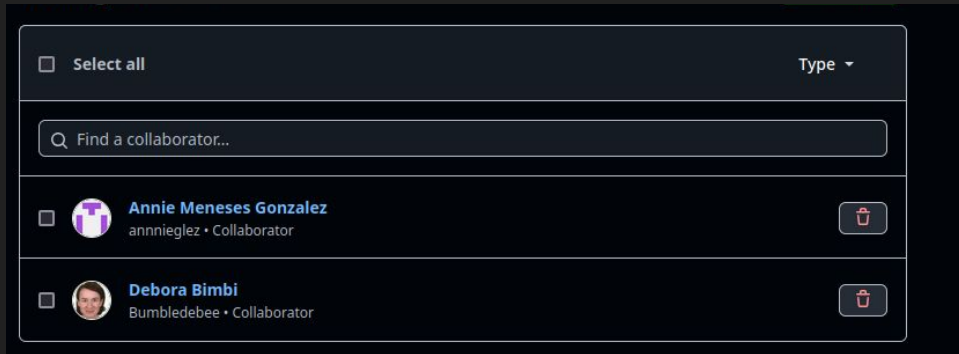 Select all
Type
Find a collaborator...
Annie Meneses Gonzalez
annnieglez • Collaborator
Debora Bimbi
Bumbledebee • Collaborator